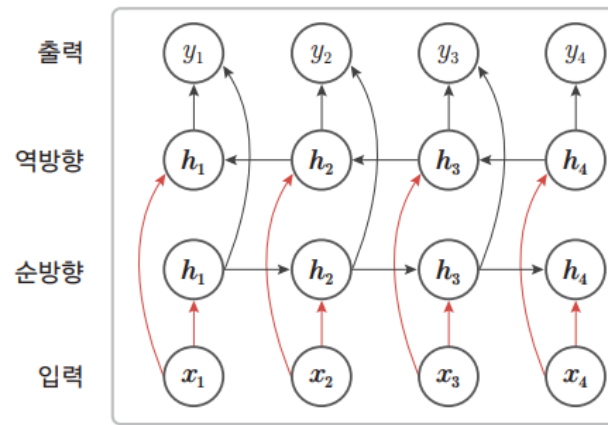 출력 y₁ y₂ y₃ y₄
역방향 h₁ h₂ h₃ h₄
순방향 h₁ h₂ h₃ h₄
입력 x₁ x₂ x₃ x₄